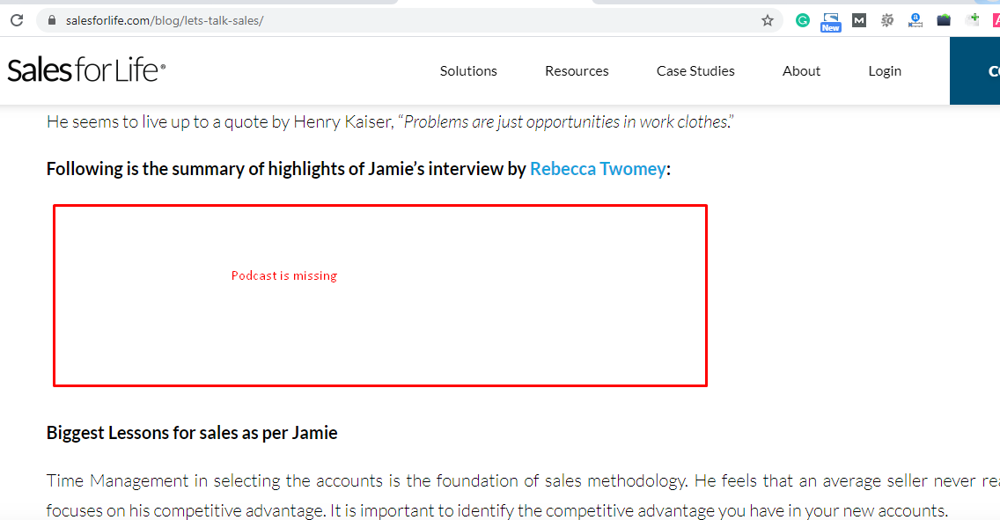 salesforlife.com/blog/lets-talk-sales/
New
Sales for Life®
Solutions
Resources
Case Studies
About
Login
He seems to live up to a quote by Henry Kaiser, “Problems are just opportunities in work clothes.”
Following is the summary of highlights of Jamie’s interview by Rebecca Twomey:
Podcast is missing
Biggest Lessons for sales as per Jamie
Time Management in selecting the accounts is the foundation of sales methodology. He feels that an average seller never
focuses on his competitive advantage. It is important to identify the competitive advantage you have in your new accounts.